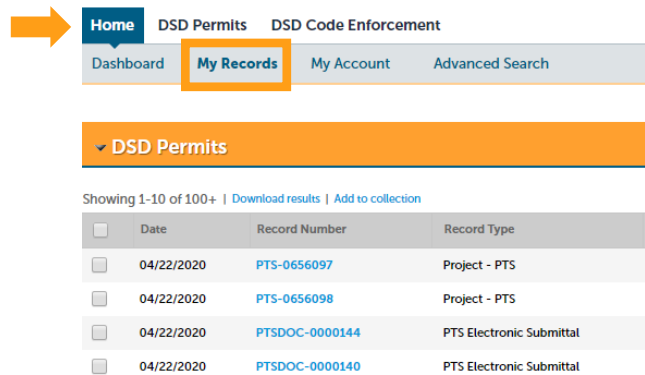 Home DSD Permits DSD Code Enforcement
Dashboard My Records My Account Advanced Search
DSD Permits
Showing 1-10 of 100+ | Download results | Add to collection
Date Record Number Record Type
04/22/2020 PTS-0656097 Project - PTS
04/22/2020 PTS-0656098 Project - PTS
04/22/2020 PTSDOC-0000144 PTS Electronic Submittal
04/22/2020 PTSDOC-0000140 PTS Electronic Submittal